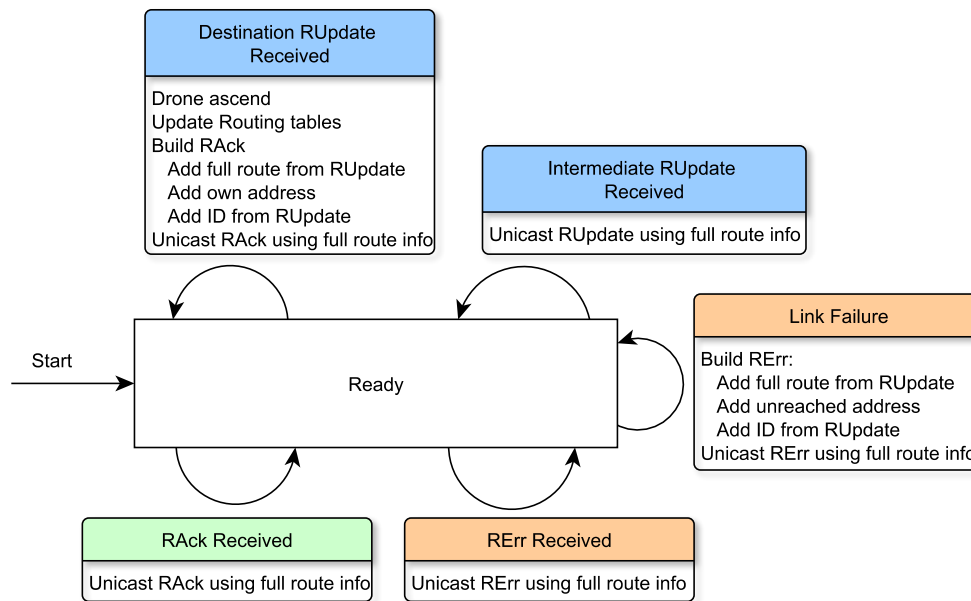 Destination RUpdate
Received
Drone ascend
Update Routing tables
Build RAck
Add full route from RUpdate
Add own address
Add ID from RUpdate
Unicast RAck using full route info
Intermediate RUpdate
Received
Unicast RUpdate using full route info
Link Failure
Build RErr:
Add full route from RUpdate
Add unreached address
Add ID from RUpdate
Unicast RErr using full route info
Start
Ready
RAck Received
Unicast RAck using full route info
RErr Received
Unicast RErr using full route info